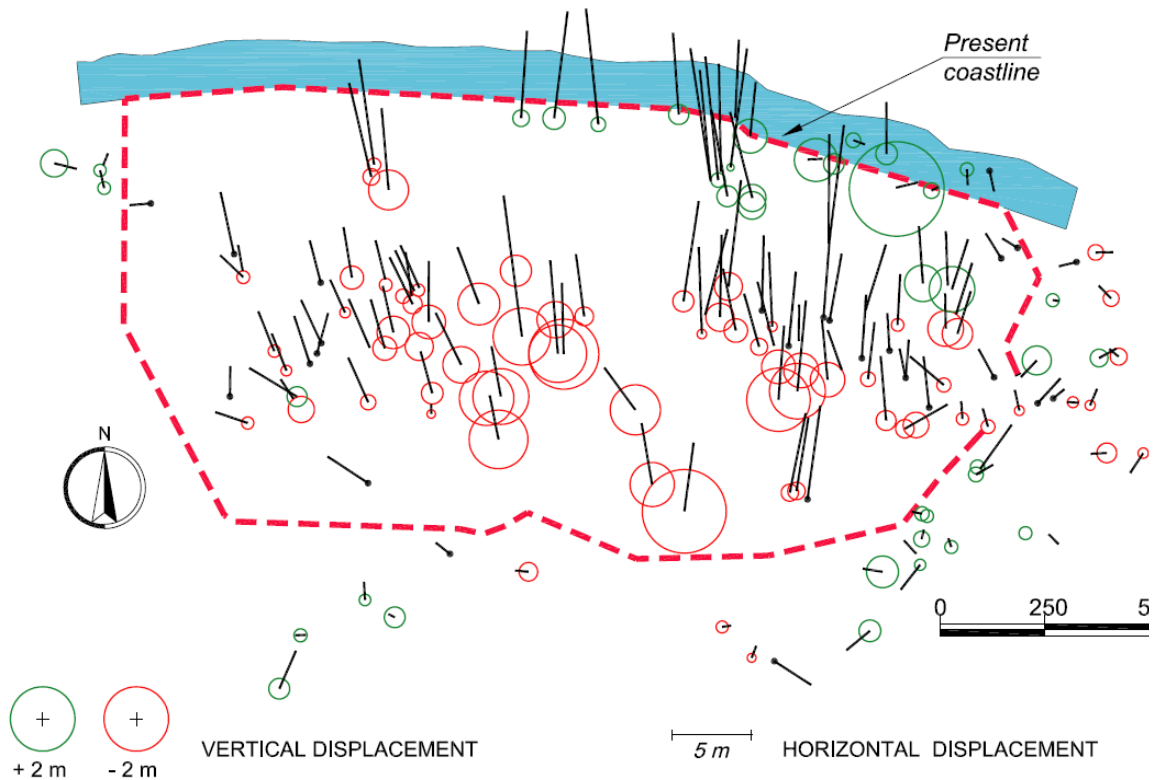 Present
coastline
N
0 250 5
+ 2 m
- 2 m
VERTICAL DISPLACEMENT
5 m
HORIZONTAL DISPLACEMENT